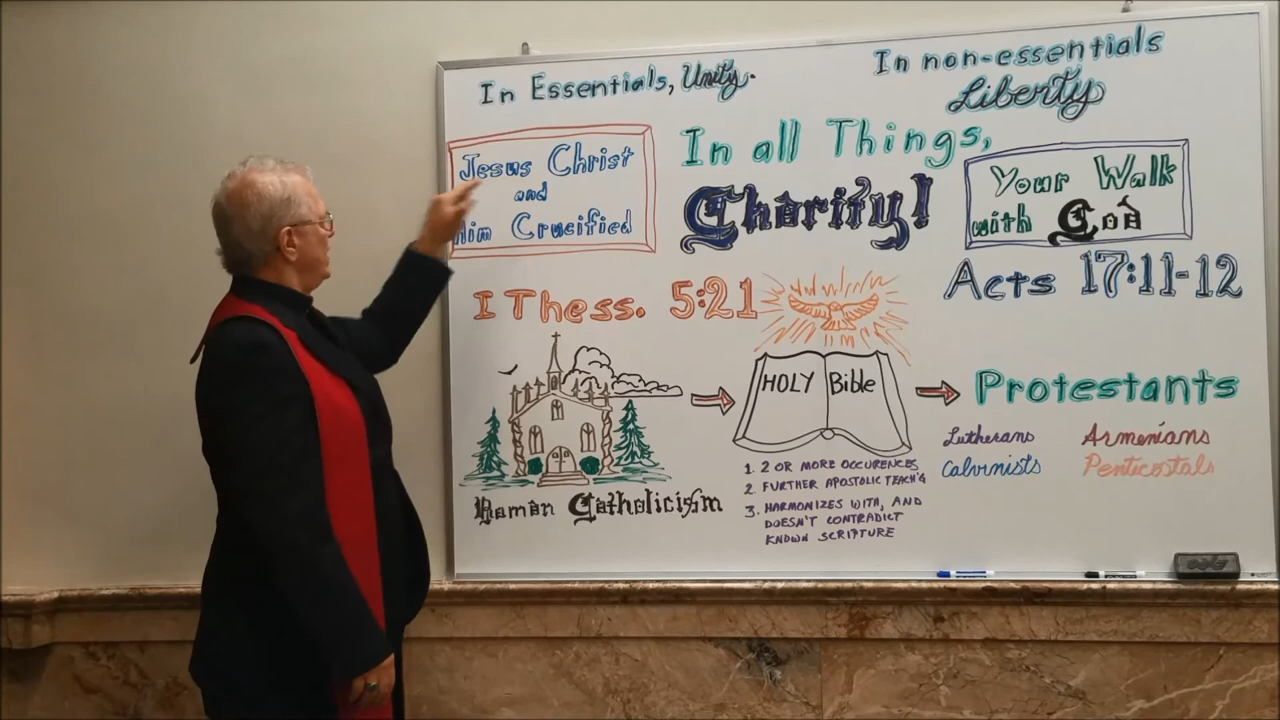 In Essentials, Unity.
In non-essentials
Liberty
In all Things,
Charity!
Jesus Christ
and
Him Crucified
Your Walk
with God
I Thess. 5:21
Acts 17:11-12
HOLY Bible
Protestants
Lutherans
Armenians
Calvinists
Penticostals
1. 2 OR MORE OCCURENCES
2. FURTHER APOSTOLIC TEACH'G
3. HARMONIZES WITH, AND
DOESN'T CONTRADICT
KNOWN SCRIPTURE
Roman Catholicism